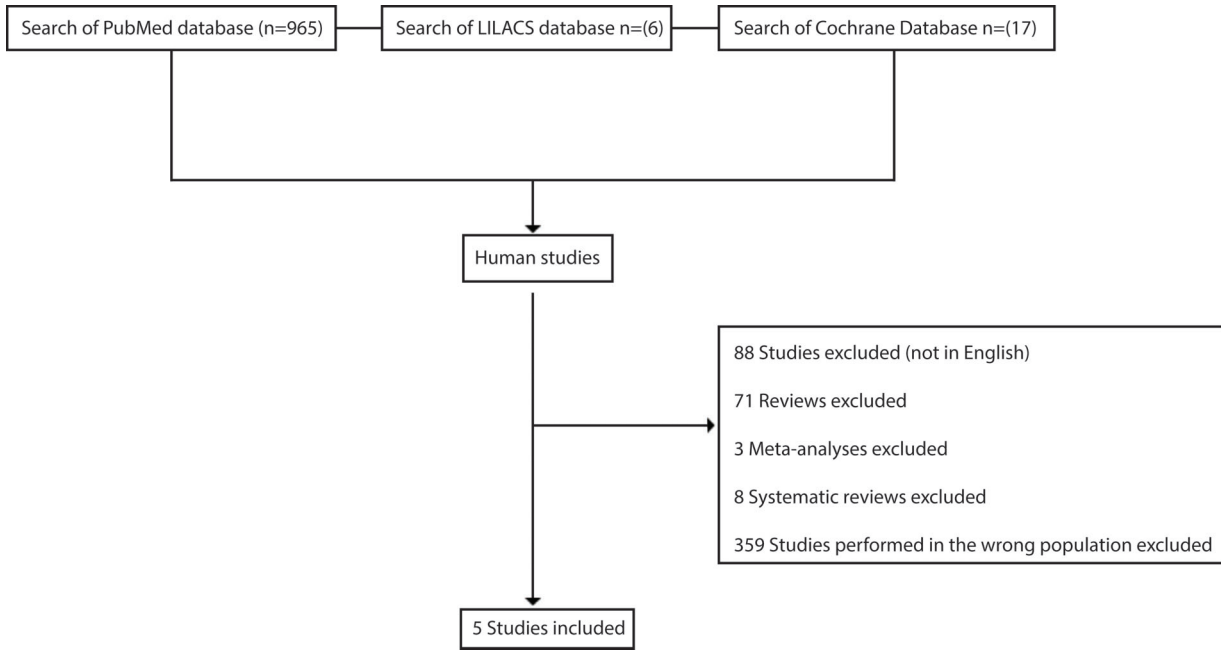 Search of PubMed database (n=965)
Search of LILACS database n=(6)
Search of Cochrane Database n=(17)
Human studies
88 Studies excluded (not in English)
71 Reviews excluded
3 Meta-analyses excluded
8 Systematic reviews excluded
359 Studies performed in the wrong population excluded
5 Studies included